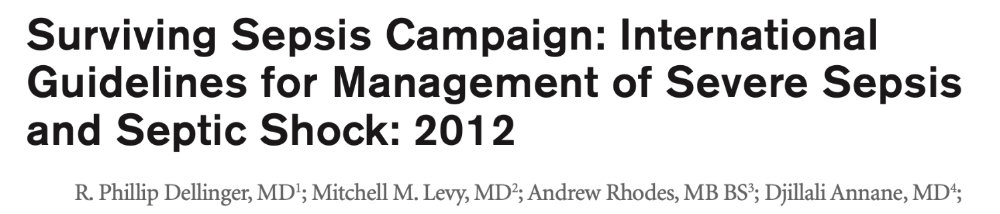 Surviving Sepsis Campaign: International
Guidelines for Management of Severe Sepsis
and Septic Shock: 2012
R. Phillip Dellinger, MD¹; Mitchell M. Levy, MD²; Andrew Rhodes, MB BS³; Djillali Annane, MD⁴;